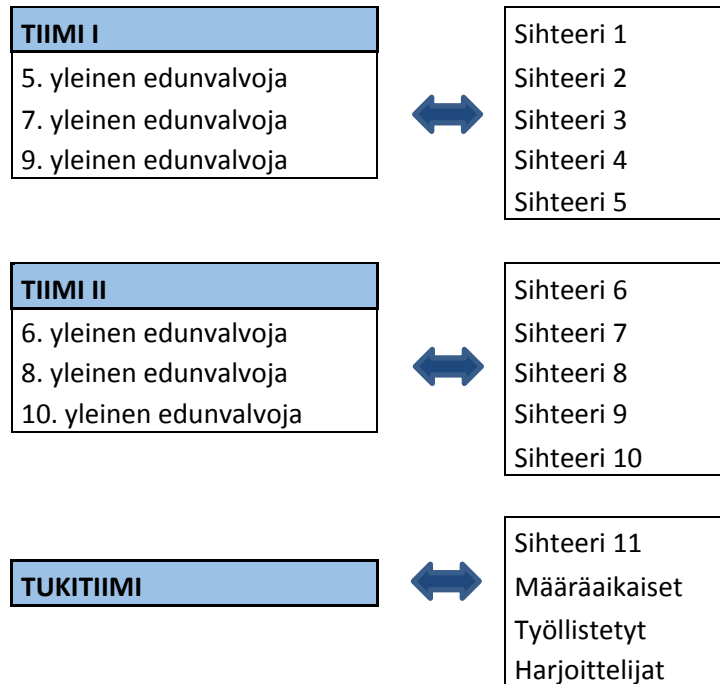 TIIMI I
5. yleinen edunvalvoja
7. yleinen edunvalvoja
9. yleinen edunvalvoja
Sihteeri 1
Sihteeri 2
Sihteeri 3
Sihteeri 4
Sihteeri 5
TIIMI II
6. yleinen edunvalvoja
8. yleinen edunvalvoja
10. yleinen edunvalvoja
Sihteeri 6
Sihteeri 7
Sihteeri 8
Sihteeri 9
Sihteeri 10
TUKITIIMI
Sihteeri 11
Määräaikaiset
Työllistetyt
Harjoittelijat